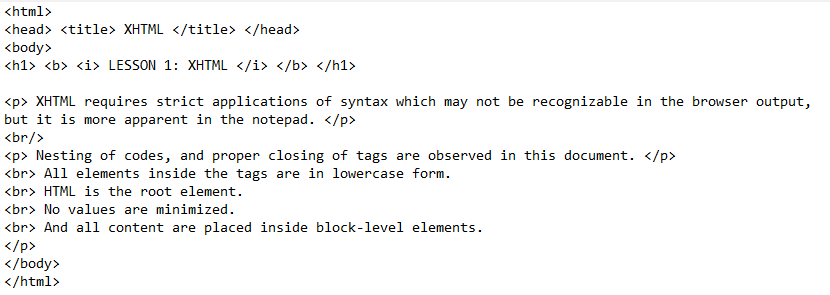 <html>
<head> <title> XHTML </title> </head>
<body>
<h1> <b> <i> LESSON 1: XHTML </i> </b> </h1>
<p> XHTML requires strict applications of syntax which may not be recognizable in the browser output,
but it is more apparent in the notepad. </p>
<br/>
<p> Nesting of codes, and proper closing of tags are observed in this document. </p>
<br> All elements inside the tags are in lowercase form.
<br> HTML is the root element.
<br> No values are minimized.
<br> And all content are placed inside block-level elements.
</p>
</body>
</html>